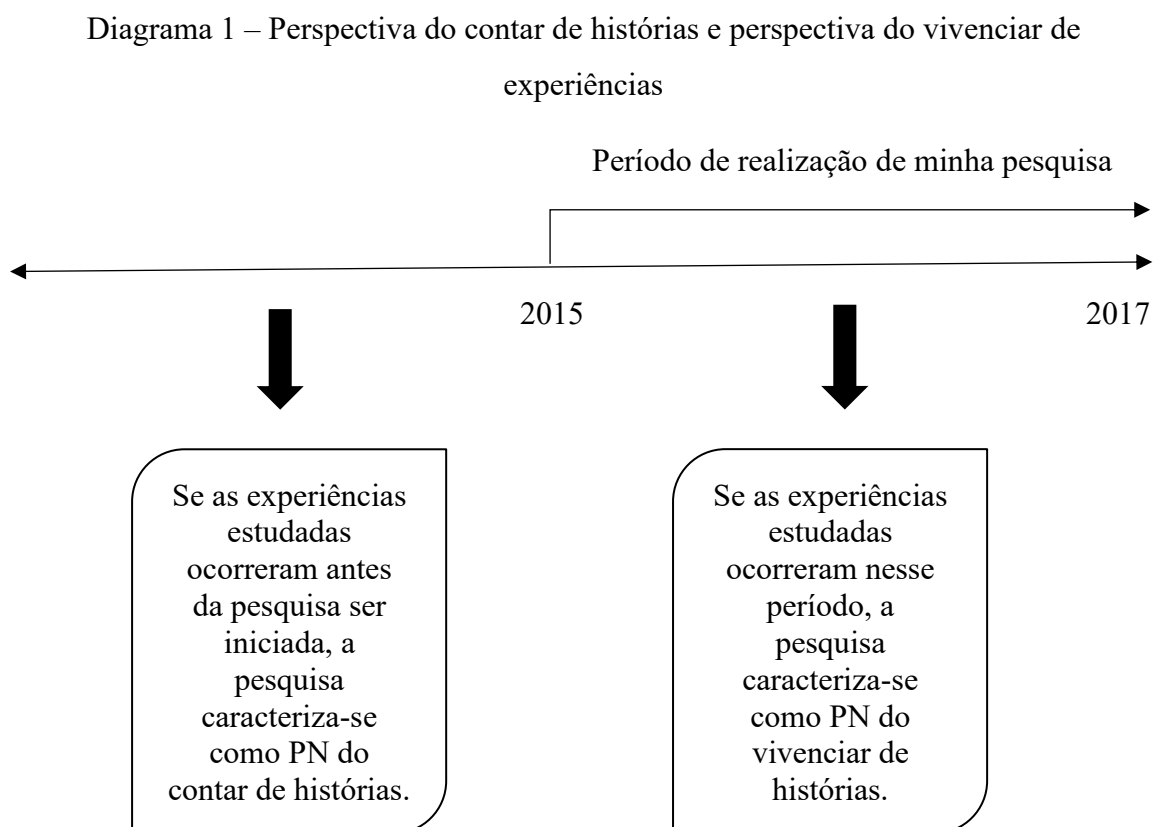 Diagrama 1 – Perspectiva do contar de histórias e perspectiva do vivenciar de
experiências
Período de realização de minha pesquisa
2015
2017
Se as experiências
estudadas
ocorreram antes
da pesquisa ser
iniciada, a
pesquisa
caracteriza-se
como PN do
contar de histórias.
Se as experiências
estudadas
ocorreram nesse
período, a
pesquisa
caracteriza-se
como PN do
vivenciar de
histórias.